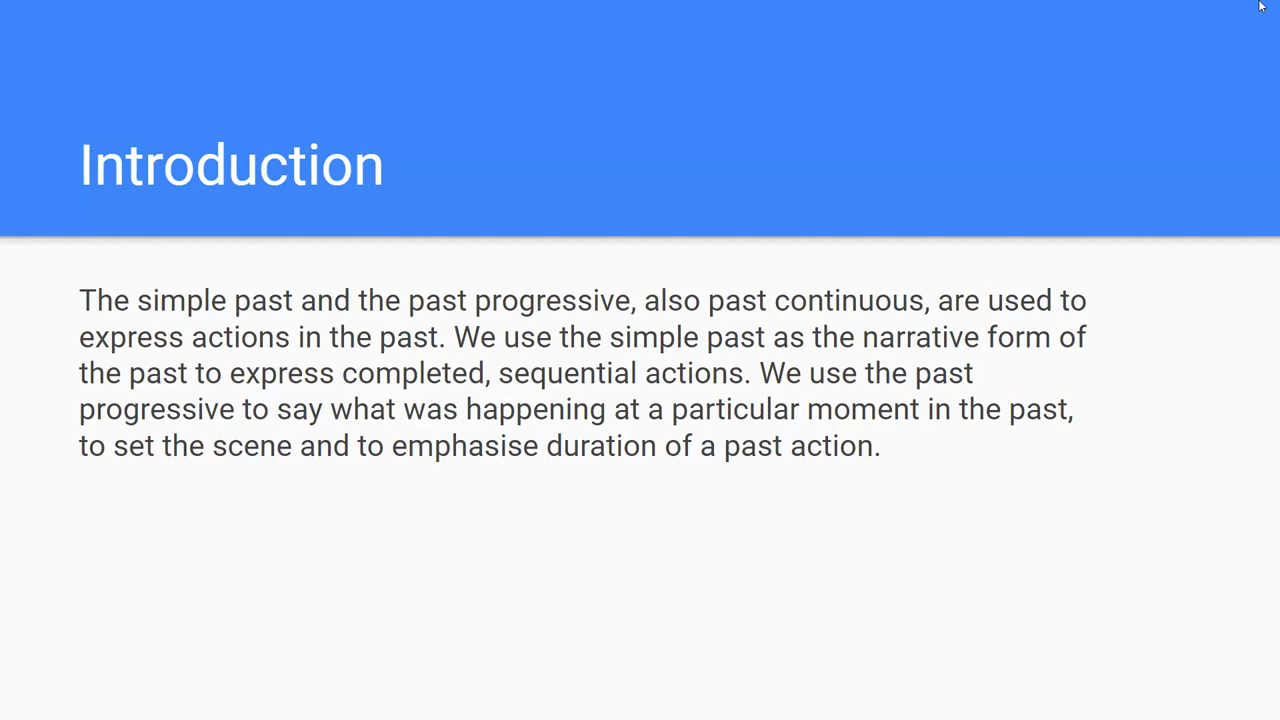 Introduction
The simple past and the past progressive, also past continuous, are used to
express actions in the past. We use the simple past as the narrative form of
the past to express completed, sequential actions. We use the past
progressive to say what was happening at a particular moment in the past,
to set the scene and to emphasise duration of a past action.